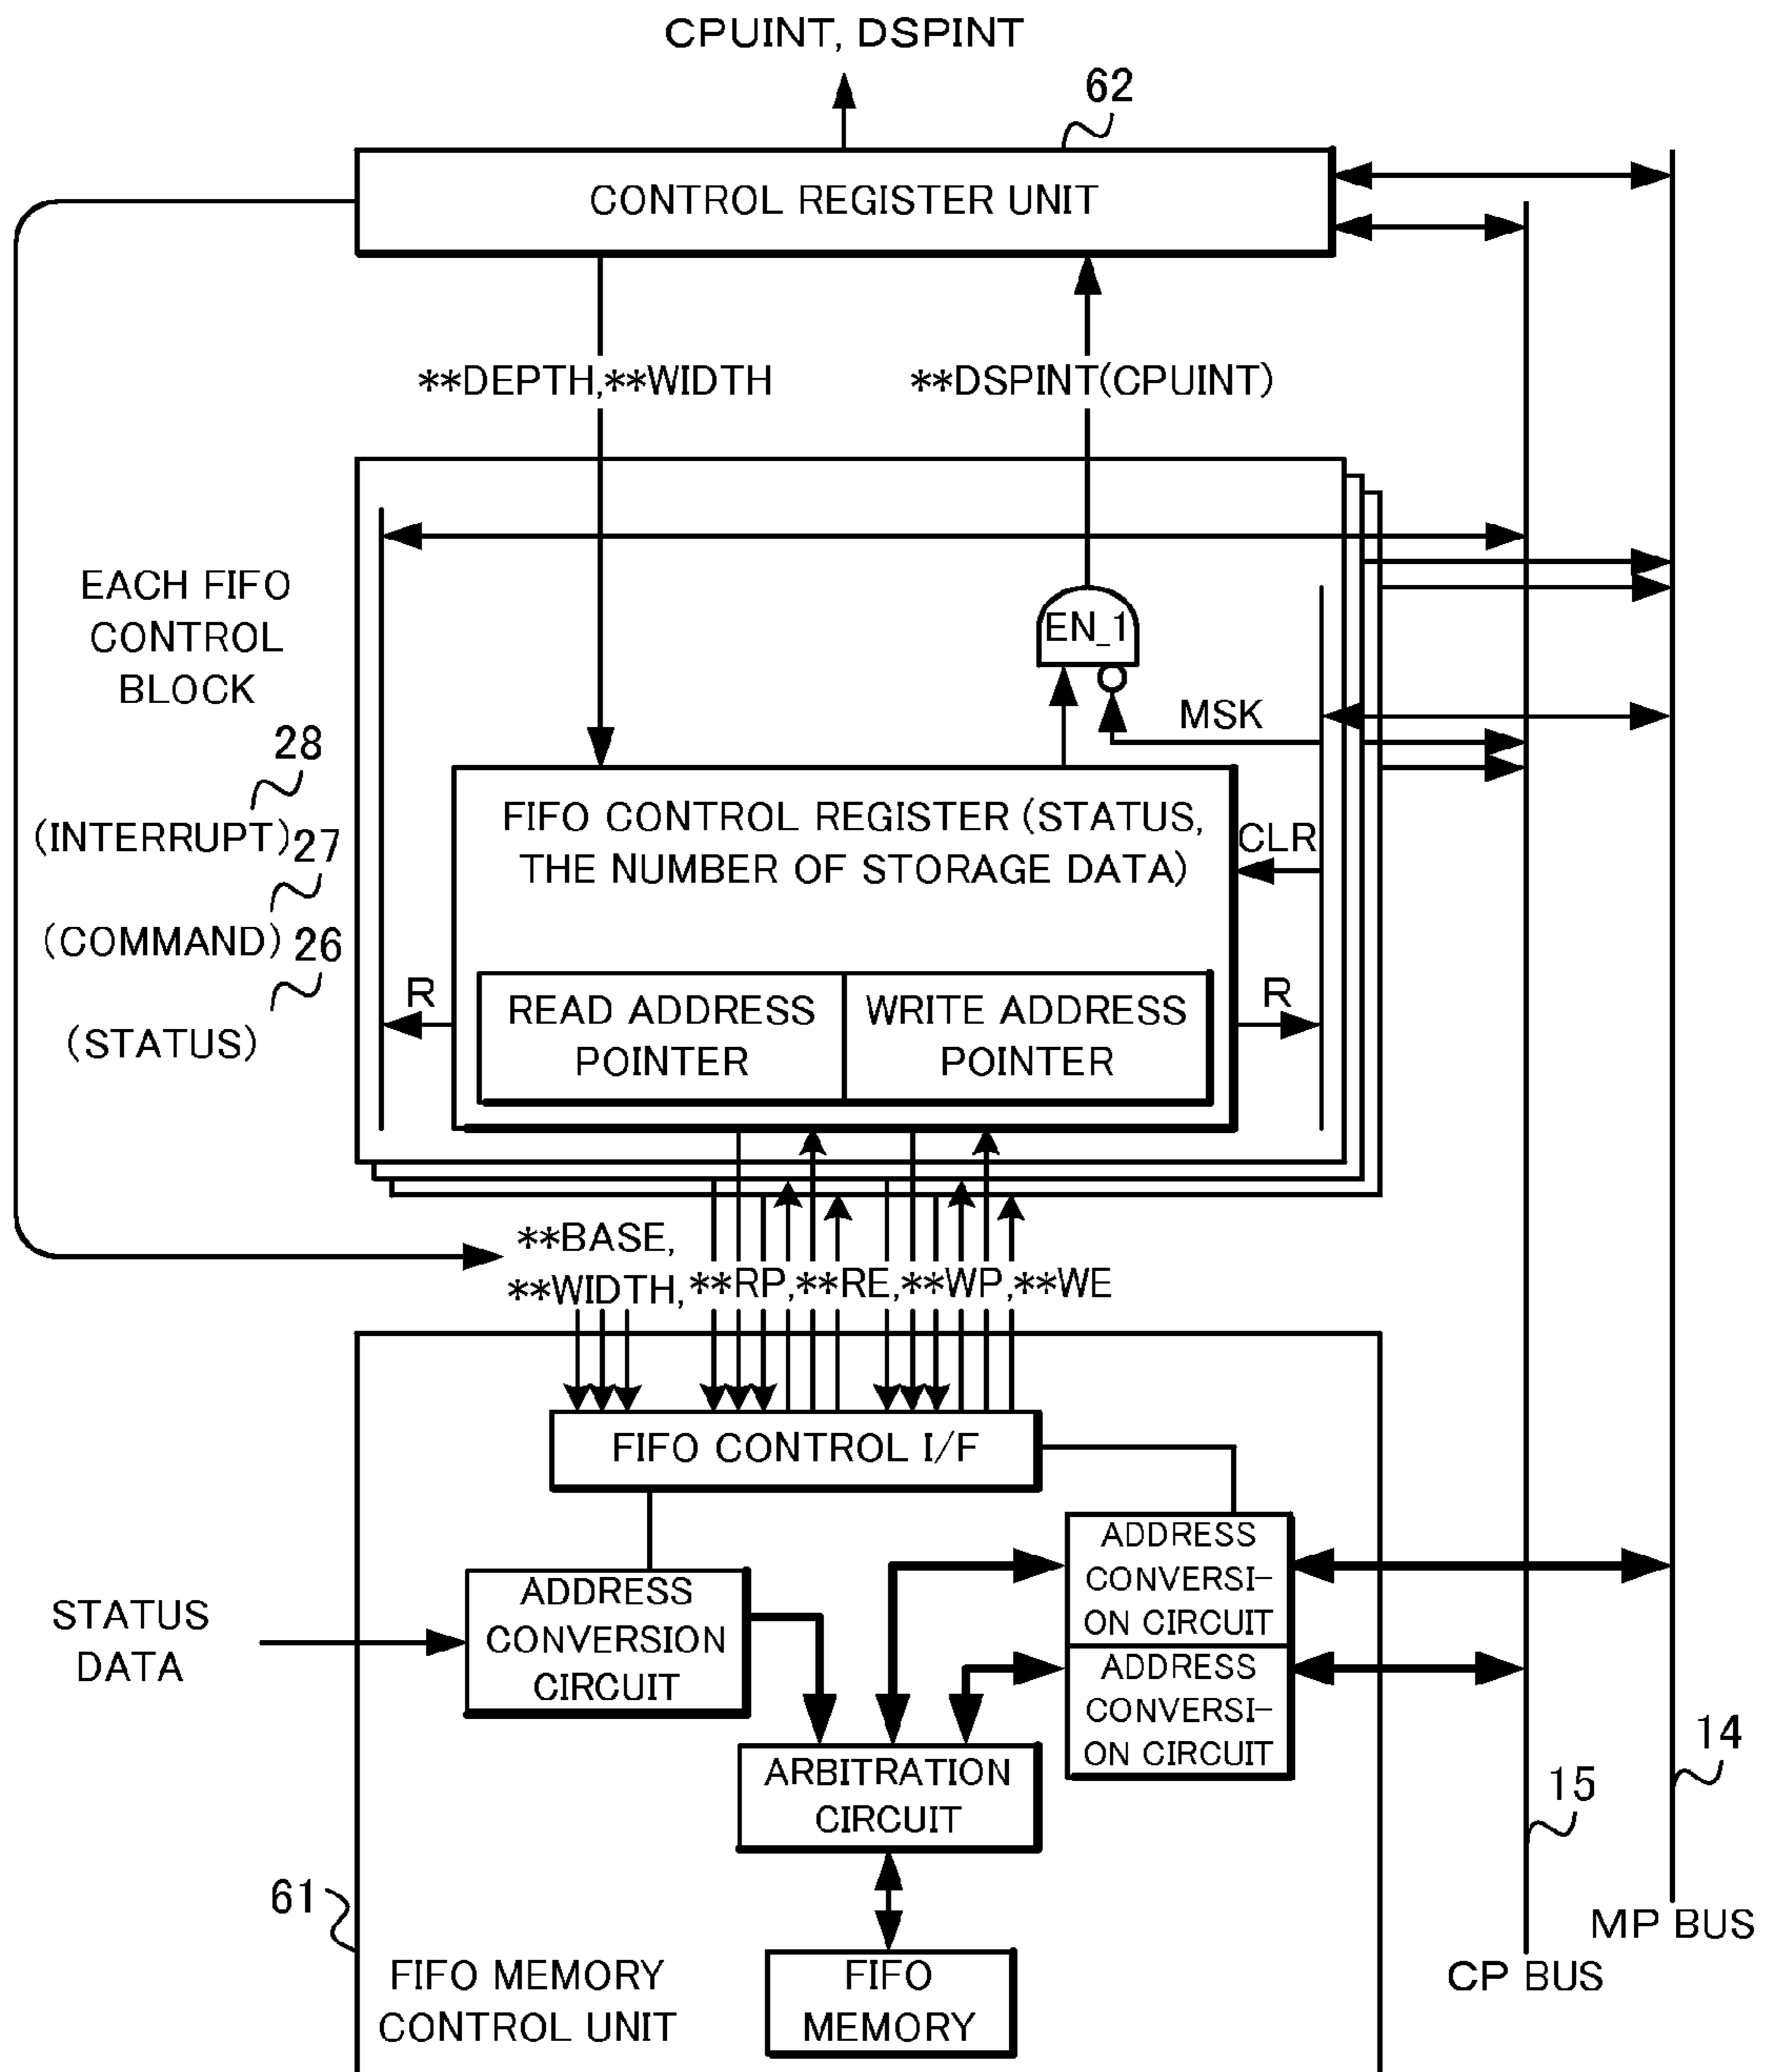 CPUINT, DSPINT
62
CONTROL REGISTER UNIT
**DEPTH,**WIDTH
**DSPINT(CPUINT)
EACH FIFO
CONTROL
BLOCK
28
(INTERRUPT)27
(COMMAND) 26
(STATUS)
EN_1
MSK
FIFO CONTROL REGISTER (STATUS,
THE NUMBER OF STORAGE DATA)
CLR
R
READ ADDRESS
POINTER
WRITE ADDRESS
POINTER
R
**BASE,
**WIDTH, **RP,**RE,**WP,**WE
FIFO CONTROL I/F
STATUS
DATA
ADDRESS
CONVERSION
CIRCUIT
ADDRESS
CONVERSI-
ON CIRCUIT
ADDRESS
CONVERSI-
ON CIRCUIT
ARBITRATION
CIRCUIT
14
15
61
MP BUS
CP BUS
FIFO MEMORY
CONTROL UNIT
FIFO
MEMORY